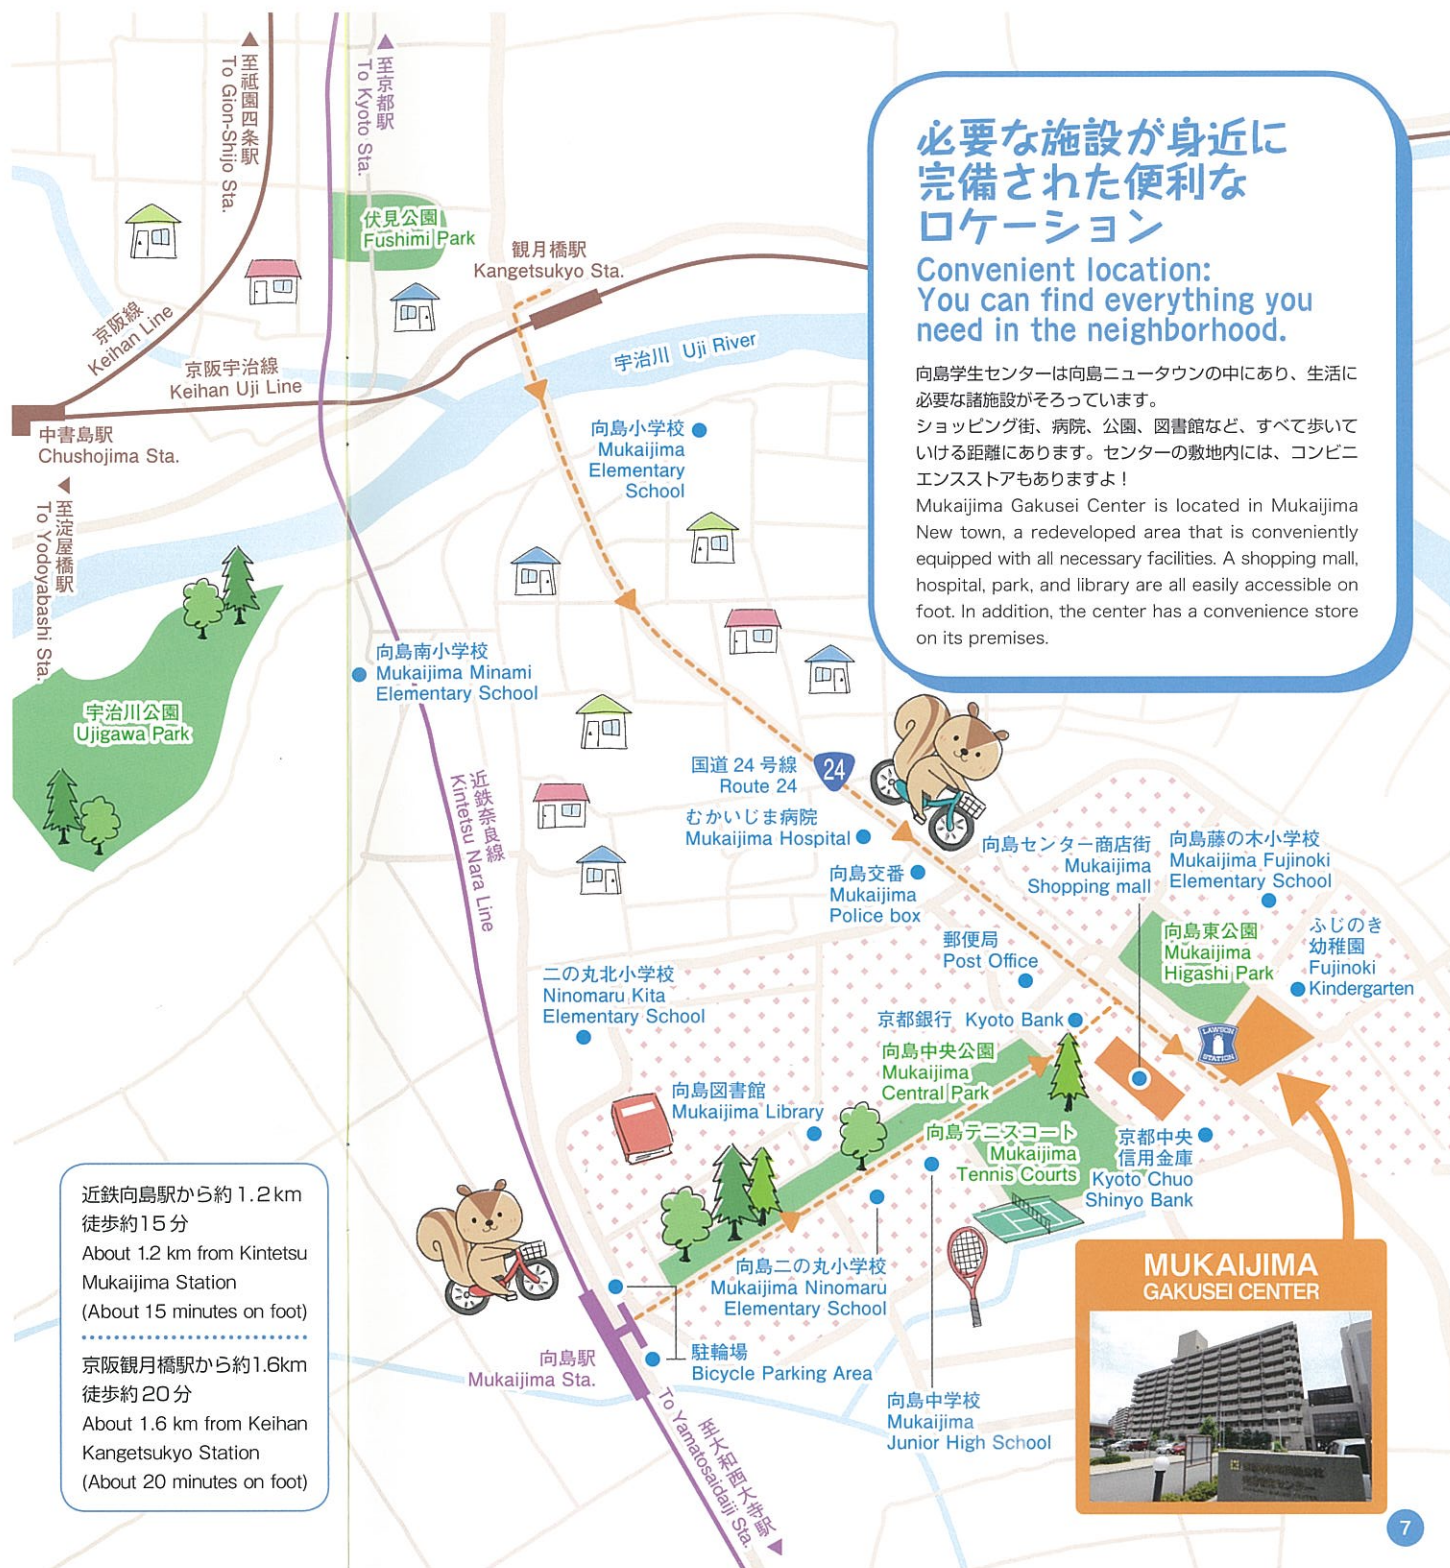 至祗園四条駅
To Gion-Shijo Sta.
至京都駅
To Kyoto Sta.
伏見公園
Fushimi Park
観月橋駅
Kangetsukyo Sta.
京阪線
Keihan Line
京阪宇治線
Keihan Uji Line
宇治川 Uji River
中書島駅
Chushojima Sta.
至淀屋橋駅
To Yodoyabashi Sta.
必要な施設が身近に
完備された便利な
ロケーション
Convenient location:
You can find everything you
need in the neighborhood.
向島学生センターは向島ニュータウンの中にあり、生活に
必要な諸施設がそろっています。
ショッピング街、病院、公園、図書館など、すべて歩いて
いける距離にあります。センターの敷地内には、コンビニ
エンスストアもありますよ！
Mukaijima Gakusei Center is located in Mukaijima
New town, a redeveloped area that is conveniently
equipped with all necessary facilities. A shopping mall,
hospital, park, and library are all easily accessible on
foot. In addition, the center has a convenience store
on its premises.
向島小学校
Mukaijima
Elementary
School
向島南小学校
Mukaijima Minami
Elementary School
宇治川公園
Ujigawa Park
近鉄奈良線
Kintetsu Nara Line
国道24号線
Route 24
24
むかいじま病院
Mukaijima Hospital
向島交番
Mukaijima
Police box
向島センター商店街
Mukaijima
Shopping mall
向島藤の木小学校
Mukaijima Fujinoki
Elementary School
向島東公園
Mukaijima
Higashi Park
ふじのき
幼稚園
Fujinoki
Kindergarten
郵便局
Post Office
二の丸北小学校
Ninomaru Kita
Elementary School
京都銀行 Kyoto Bank
LAWSON
STATION
向島中央公園
Mukaijima
Central Park
向島図書館
Mukaijima Library
向島テニスコート
Mukaijima
Tennis Courts
京都中央
信用金庫
Kyoto Chuo
Shinyo Bank
向島二の丸小学校
Mukaijima Ninomaru
Elementary School
向島駅
Mukaijima Sta.
駐輪場
Bicycle Parking Area
向島中学校
Mukaijima
Junior High School
至大和西大寺駅
To Yamatosaidaiji Sta.
近鉄向島駅から約1.2km
徒歩約15分
About 1.2 km from Kintetsu
Mukaijima Station
(About 15 minutes on foot)
京阪観月橋駅から約1.6km
徒歩約20分
About 1.6 km from Keihan
Kangetsukyo Station
(About 20 minutes on foot)
MUKAIJIMA
GAKUSEI CENTER
7